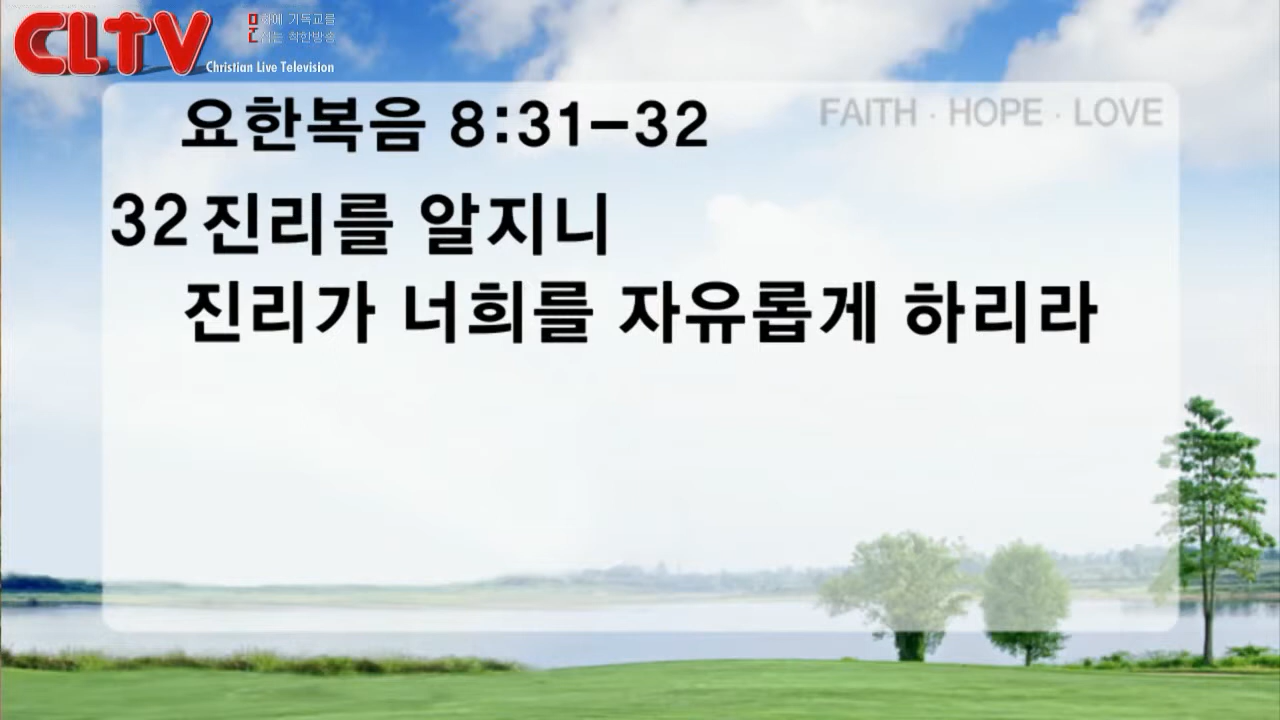 CLTV
Christian Live Television
요한복음 8:31-32
FAITH · HOPE · LOVE
32 진리를 알지니
진리가 너희를 자유롭게 하리라